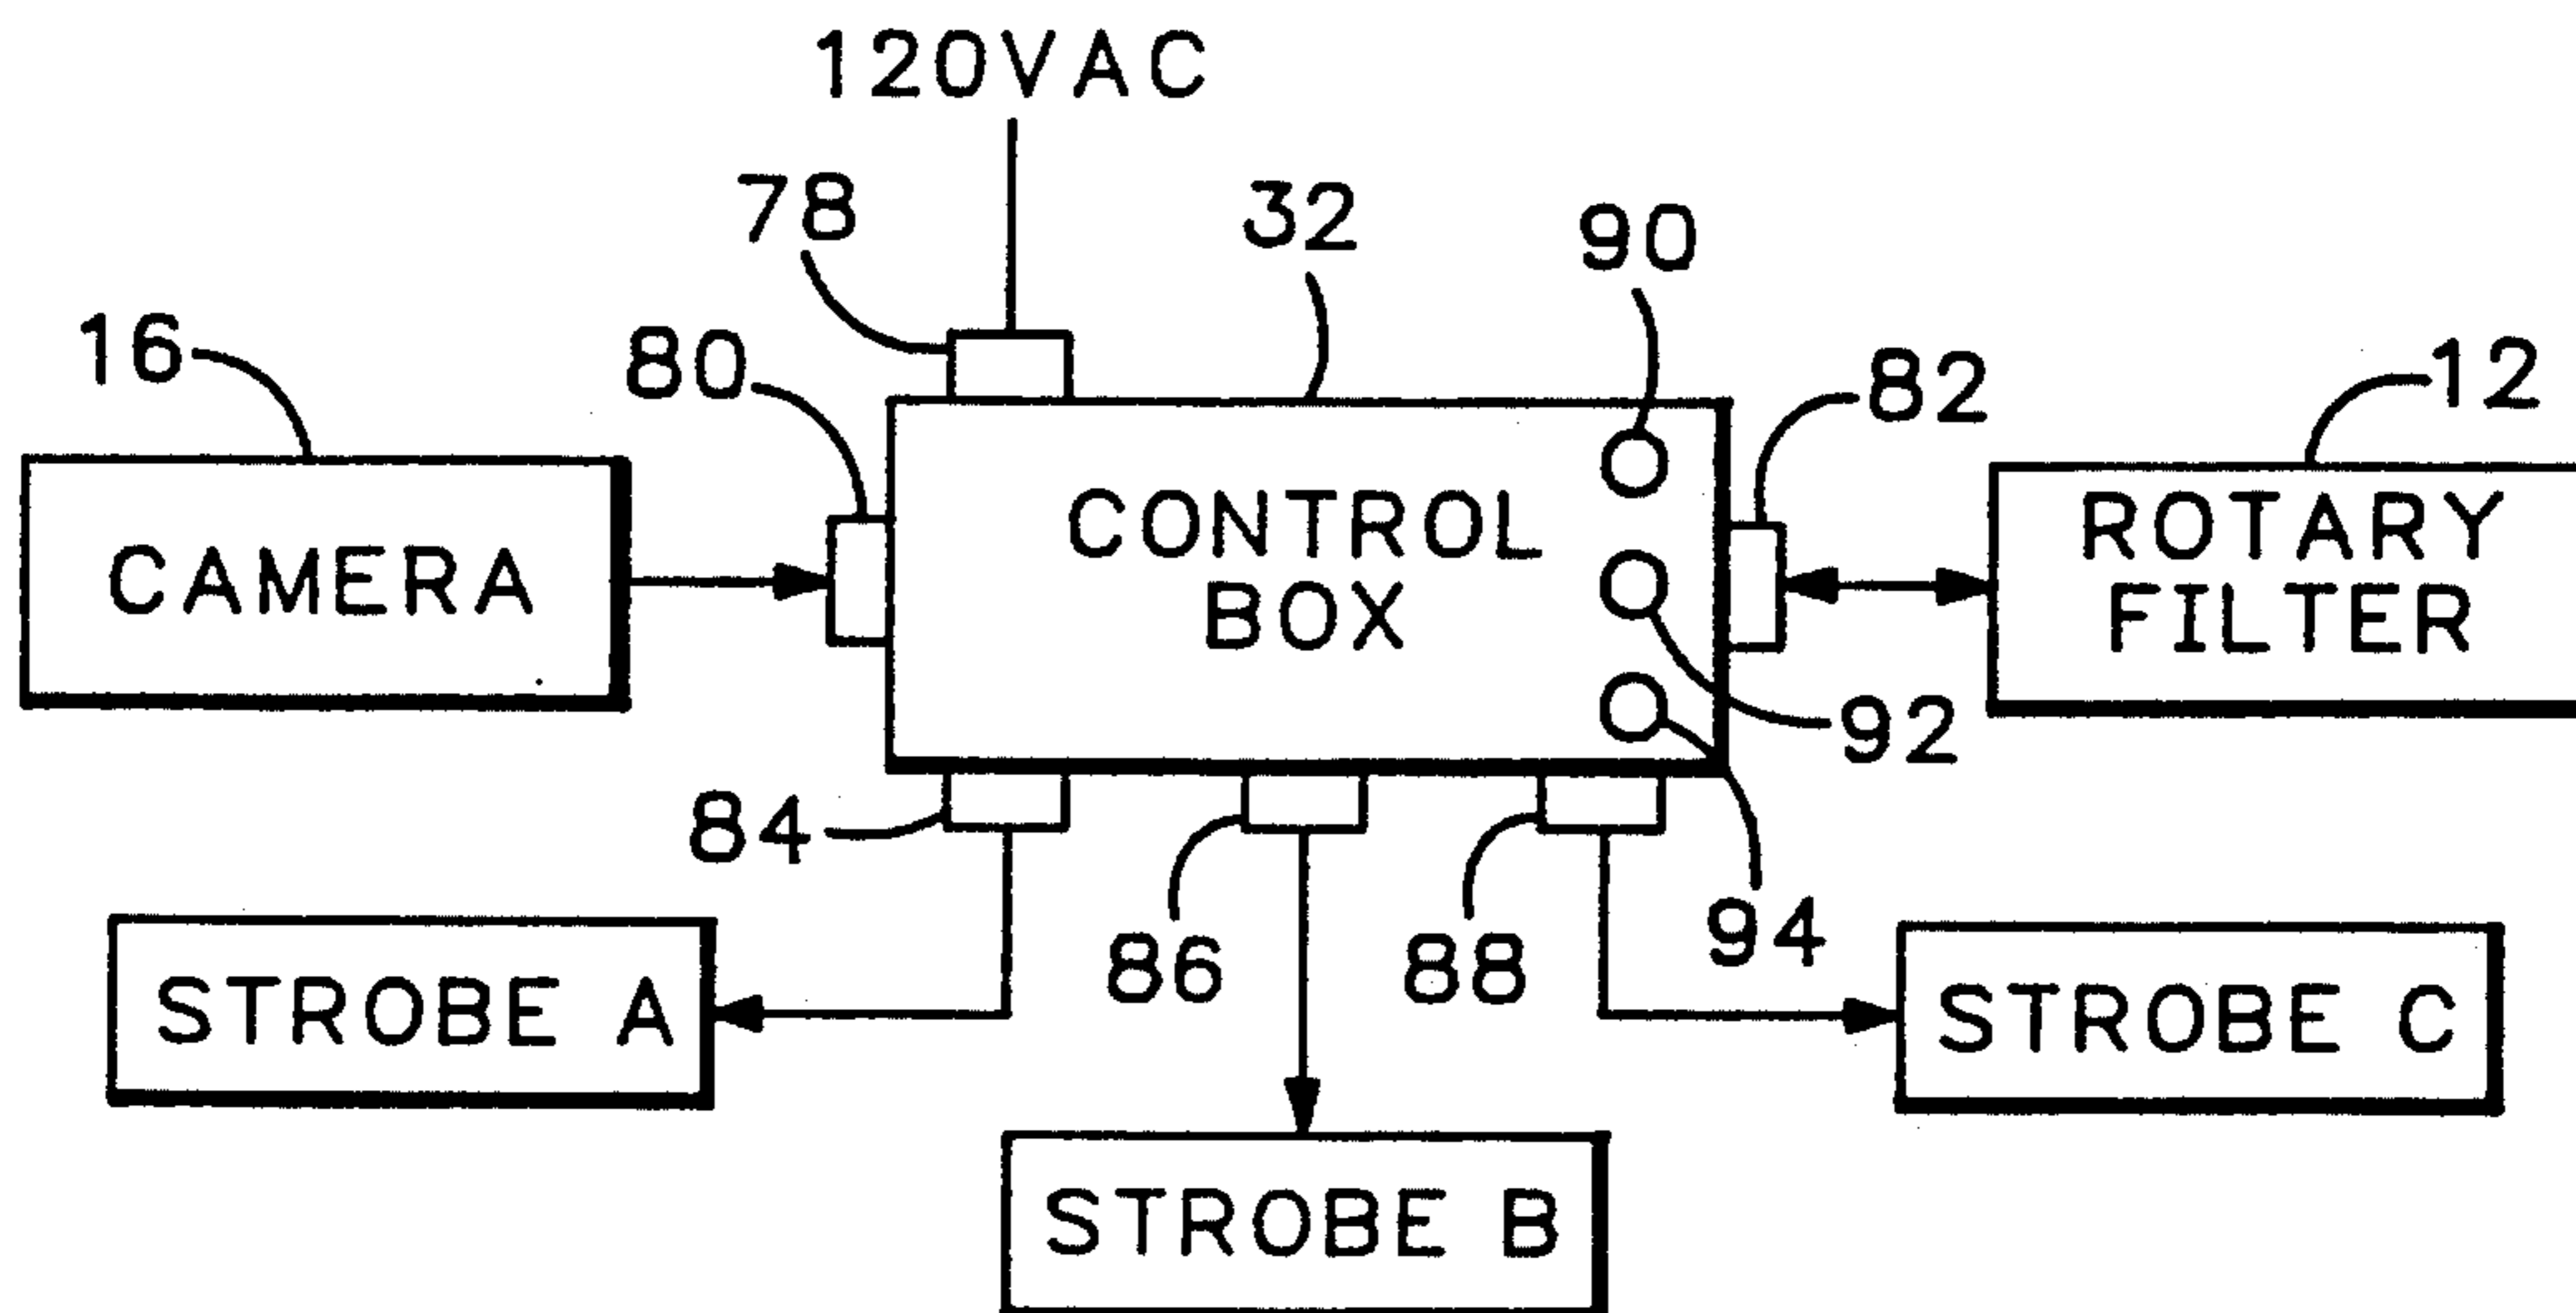 120VAC
78
32
90
16
80
82
12
CAMERA
CONTROL
BOX
ROTARY
FILTER
92
84
86
88
94
STROBE A
STROBE C
STROBE B